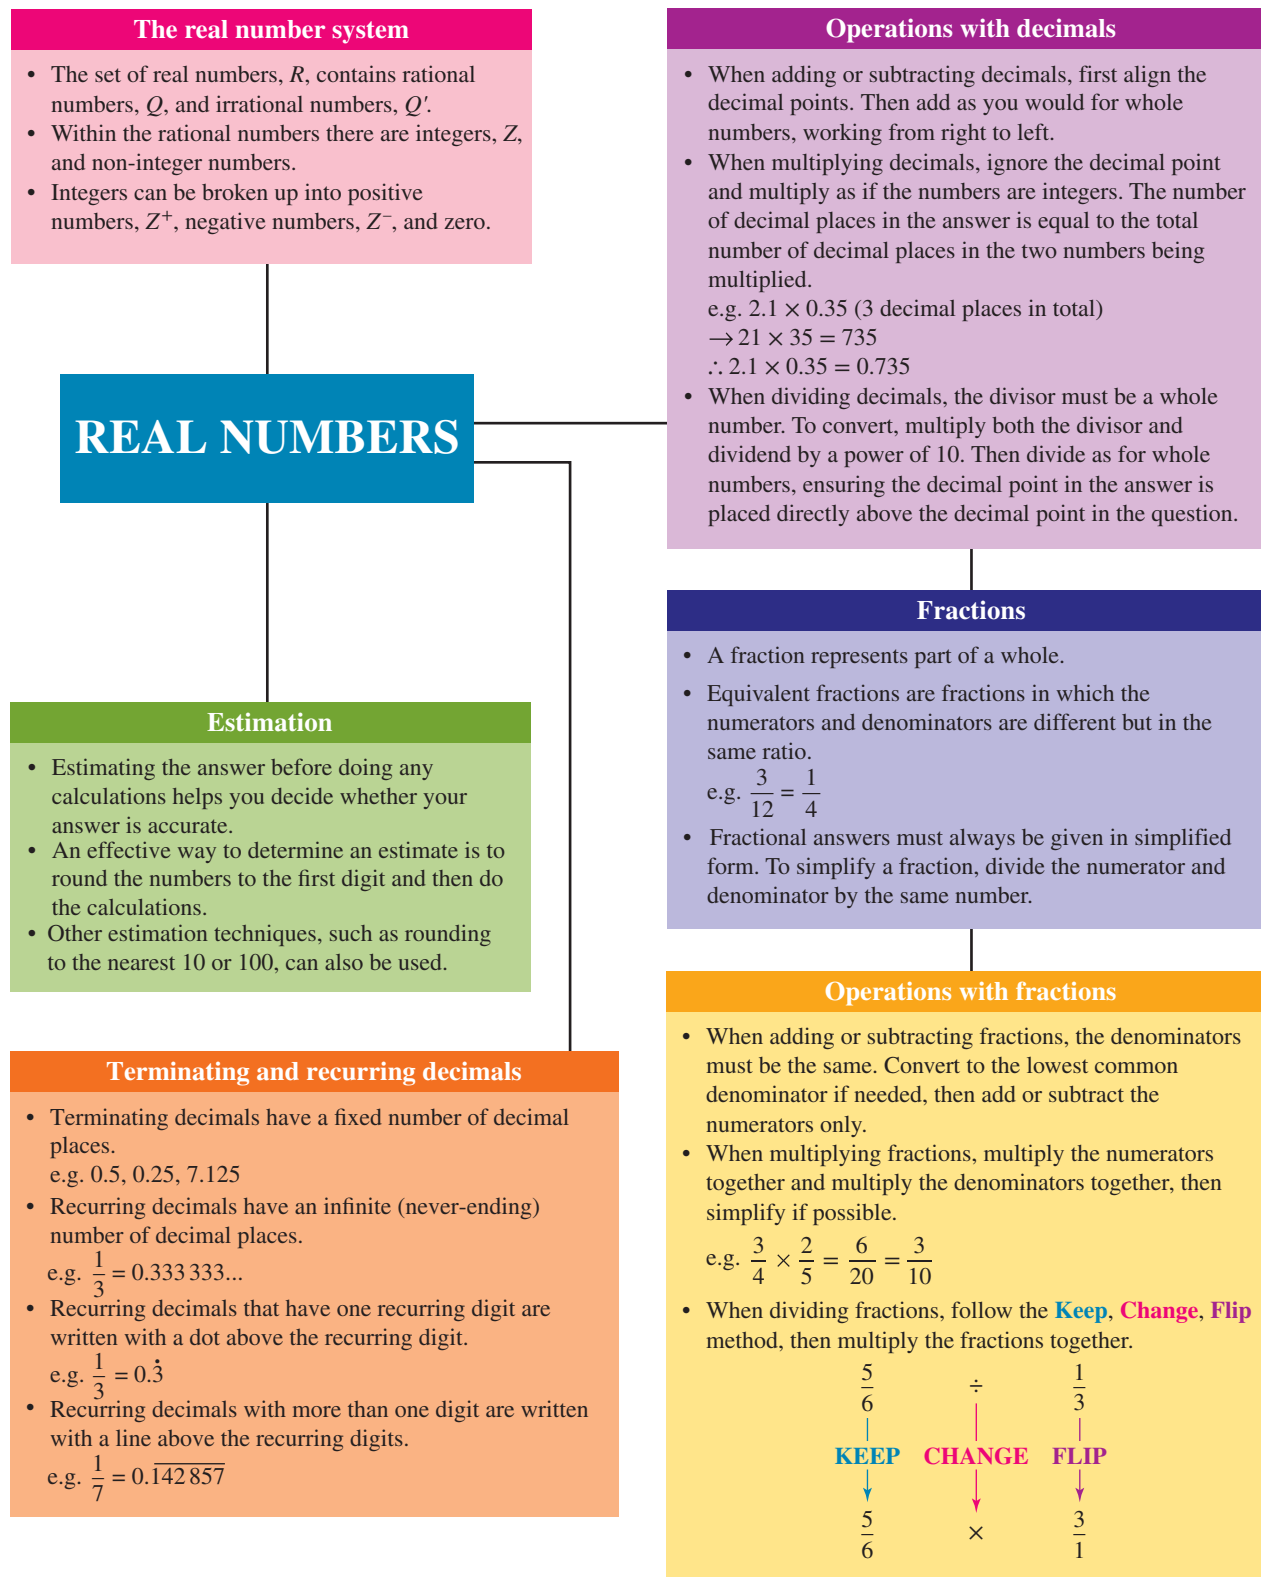 The real number system
• The set of real numbers, R, contains rational
numbers, Q, and irrational numbers, Q′.
• Within the rational numbers there are integers, Z,
and non-integer numbers.
• Integers can be broken up into positive
numbers, Z⁺, negative numbers, Z⁻, and zero.
REAL NUMBERS
Estimation
• Estimating the answer before doing any
calculations helps you decide whether your
answer is accurate.
• An effective way to determine an estimate is to
round the numbers to the first digit and then do
the calculations.
• Other estimation techniques, such as rounding
to the nearest 10 or 100, can also be used.
Terminating and recurring decimals
• Terminating decimals have a fixed number of decimal
places.
e.g. 0.5, 0.25, 7.125
• Recurring decimals have an infinite (never-ending)
number of decimal places.
e.g. 1/3 = 0.333 333...
• Recurring decimals that have one recurring digit are
written with a dot above the recurring digit.
e.g. 1/3 = 0.3̇
• Recurring decimals with more than one digit are written
with a line above the recurring digits.
e.g. 1/7 = 0.1̅4̅2̅ 8̅5̅7̅
Operations with decimals
• When adding or subtracting decimals, first align the
decimal points. Then add as you would for whole
numbers, working from right to left.
• When multiplying decimals, ignore the decimal point
and multiply as if the numbers are integers. The number
of decimal places in the answer is equal to the total
number of decimal places in the two numbers being
multiplied.
e.g. 2.1 × 0.35 (3 decimal places in total)
→ 21 × 35 = 735
∴ 2.1 × 0.35 = 0.735
• When dividing decimals, the divisor must be a whole
number. To convert, multiply both the divisor and
dividend by a power of 10. Then divide as for whole
numbers, ensuring the decimal point in the answer is
placed directly above the decimal point in the question.
Fractions
• A fraction represents part of a whole.
• Equivalent fractions are fractions in which the
numerators and denominators are different but in the
same ratio.
e.g. 3/12 = 1/4
• Fractional answers must always be given in simplified
form. To simplify a fraction, divide the numerator and
denominator by the same number.
Operations with fractions
• When adding or subtracting fractions, the denominators
must be the same. Convert to the lowest common
denominator if needed, then add or subtract the
numerators only.
• When multiplying fractions, multiply the numerators
together and multiply the denominators together, then
simplify if possible.
e.g. 3/4 × 2/5 = 6/20 = 3/10
• When dividing fractions, follow the Keep, Change, Flip
method, then multiply the fractions together.
5/6 ÷ 1/3
KEEP CHANGE FLIP
5/6 × 3/1